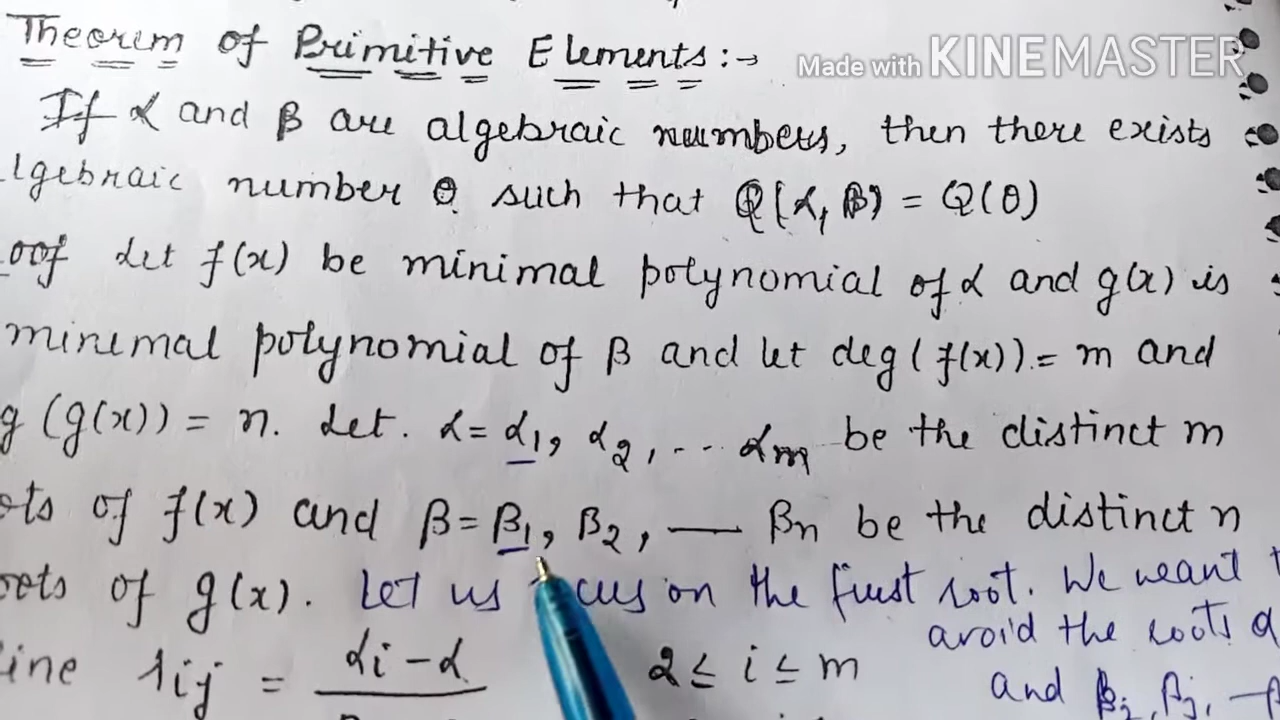 Theorem of Primitive Elements:→
Made with KINEMASTER
If α and β are algebraic numbers, then there exists
lgebraic number θ such that Q(α, β) = Q(θ)
oof Let f(x) be minimal polynomial of α and g(x) is
minimal polynomial of β and let deg(f(x)) = m and
g (g(x)) = n. Let. α = α1, α2, ... αm be the distinct m
ots of f(x) and β = β1, β2, — βn be the distinct n
oots of g(x). Let us focus on the first root. We want t
avoid the roots α
ine λij = αi - α 2 ≤ i ≤ m
and βi, βj, -β